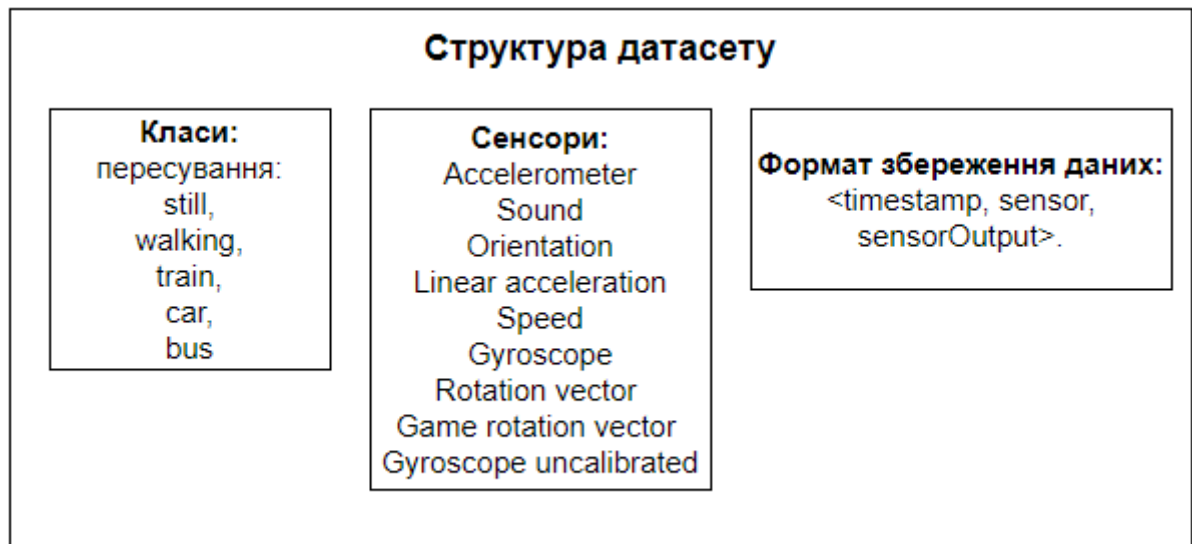 Структура датасету
Класи:
пересування:
still,
walking,
train,
car,
bus
Сенсори:
Accelerometer
Sound
Orientation
Linear acceleration
Speed
Gyroscope
Rotation vector
Game rotation vector
Gyroscope uncalibrated
Формат збереження даних:
<timestamp, sensor,
sensorOutput>.